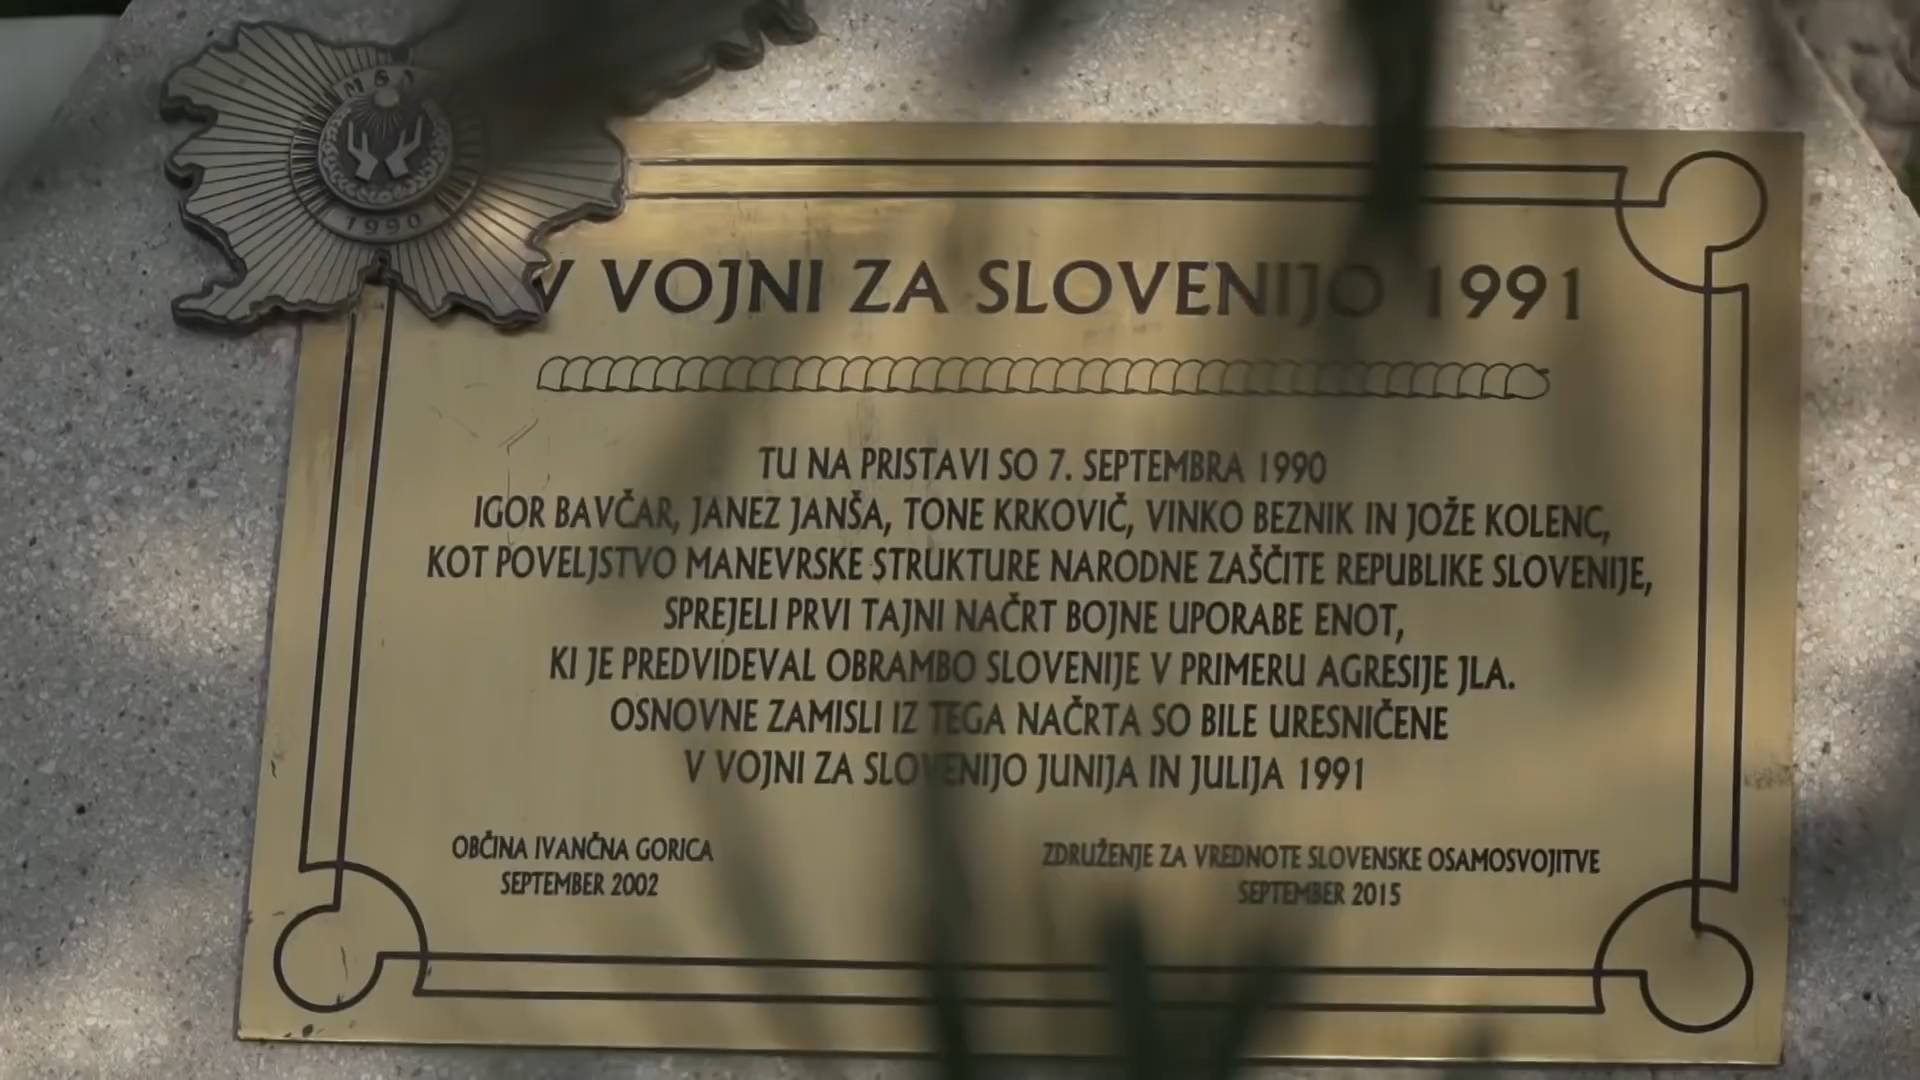 MSNZ
1990
V VOJNI ZA SLOVENIJO 1991
TU NA PRISTAVI SO 7. SEPTEMBRA 1990
IGOR BAVČAR, JANEZ JANŠA, TONE KRKOVIČ, VINKO BEZNIK IN JOŽE KOLENC,
KOT POVELJSTVO MANEVRSKE STRUKTURE NARODNE ZAŠČITE REPUBLIKE SLOVENIJE,
SPREJELI PRVI TAJNI NAČRT BOJNE UPORABE ENOT,
KI JE PREDVIDEVAL OBRAMBO SLOVENIJE V PRIMERU AGRESIJE JLA.
OSNOVNE ZAMISLI IZ TEGA NAČRTA SO BILE URESNIČENE
V VOJNI ZA SLOVENIJO JUNIJA IN JULIJA 1991
OBČINA IVANČNA GORICA
SEPTEMBER 2002
ZDRUŽENJE ZA VREDNOTE SLOVENSKE OSAMOSVOJITVE
SEPTEMBER 2015